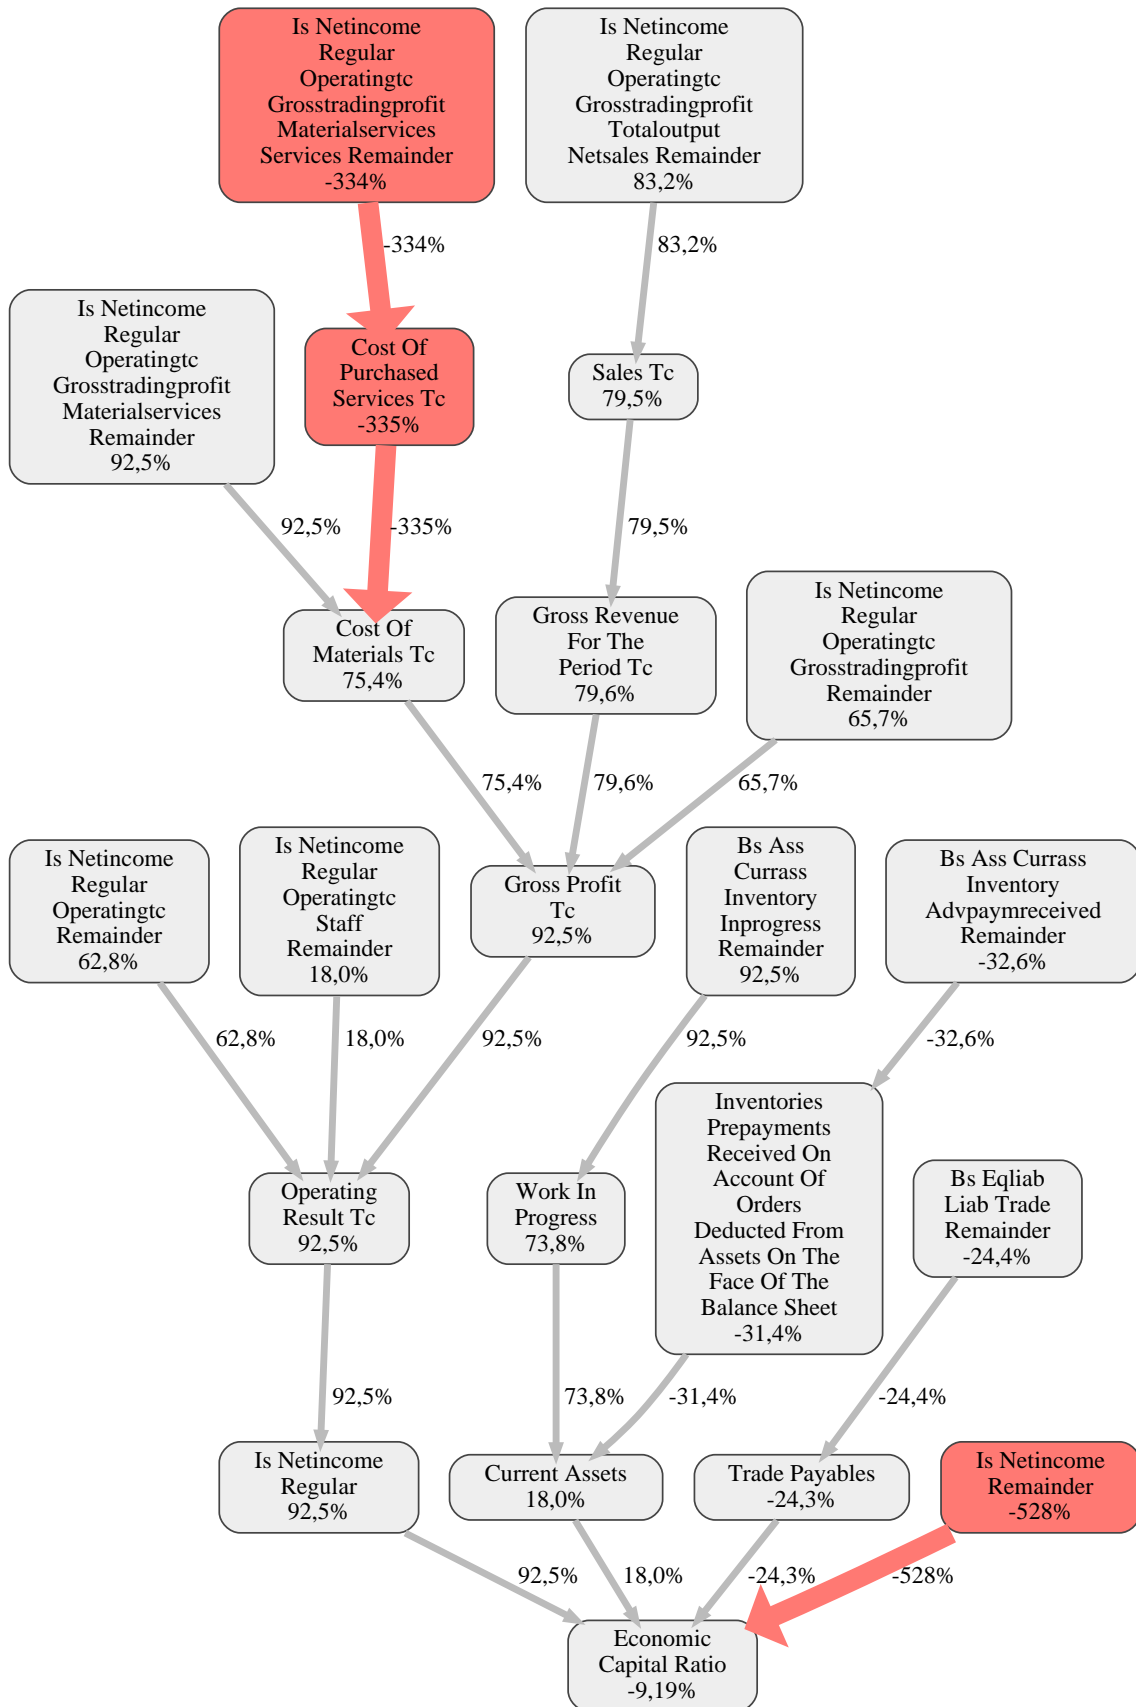 Is Netincome
Regular
Operatingtc
Grosstradingprofit
Materialservices
Services Remainder
-334%
Is Netincome
Regular
Operatingtc
Grosstradingprofit
Totaloutput
Netsales Remainder
83,2%
-334%
83,2%
Is Netincome
Regular
Operatingtc
Grosstradingprofit
Materialservices
Remainder
92,5%
Cost Of
Purchased
Services Tc
-335%
Sales Tc
79,5%
92,5%
-335%
79,5%
Cost Of
Materials Tc
75,4%
Gross Revenue
For The
Period Tc
79,6%
Is Netincome
Regular
Operatingtc
Grosstradingprofit
Remainder
65,7%
75,4%
79,6%
65,7%
Is Netincome
Regular
Operatingtc
Remainder
62,8%
Is Netincome
Regular
Operatingtc
Staff
Remainder
18,0%
Gross Profit
Tc
92,5%
Bs Ass
Currass
Inventory
Inprogress
Remainder
92,5%
Bs Ass Currass
Inventory
Advpaymreceived
Remainder
-32,6%
62,8%
18,0%
92,5%
92,5%
-32,6%
Operating
Result Tc
92,5%
Work In
Progress
73,8%
Inventories
Prepayments
Received On
Account Of
Orders
Deducted From
Assets On The
Face Of The
Balance Sheet
-31,4%
Bs Eqliab
Liab Trade
Remainder
-24,4%
92,5%
73,8%
-31,4%
-24,4%
Is Netincome
Regular
92,5%
Current Assets
18,0%
Trade Payables
-24,3%
Is Netincome
Remainder
-528%
92,5%
18,0%
-24,3%
-528%
Economic
Capital Ratio
-9,19%